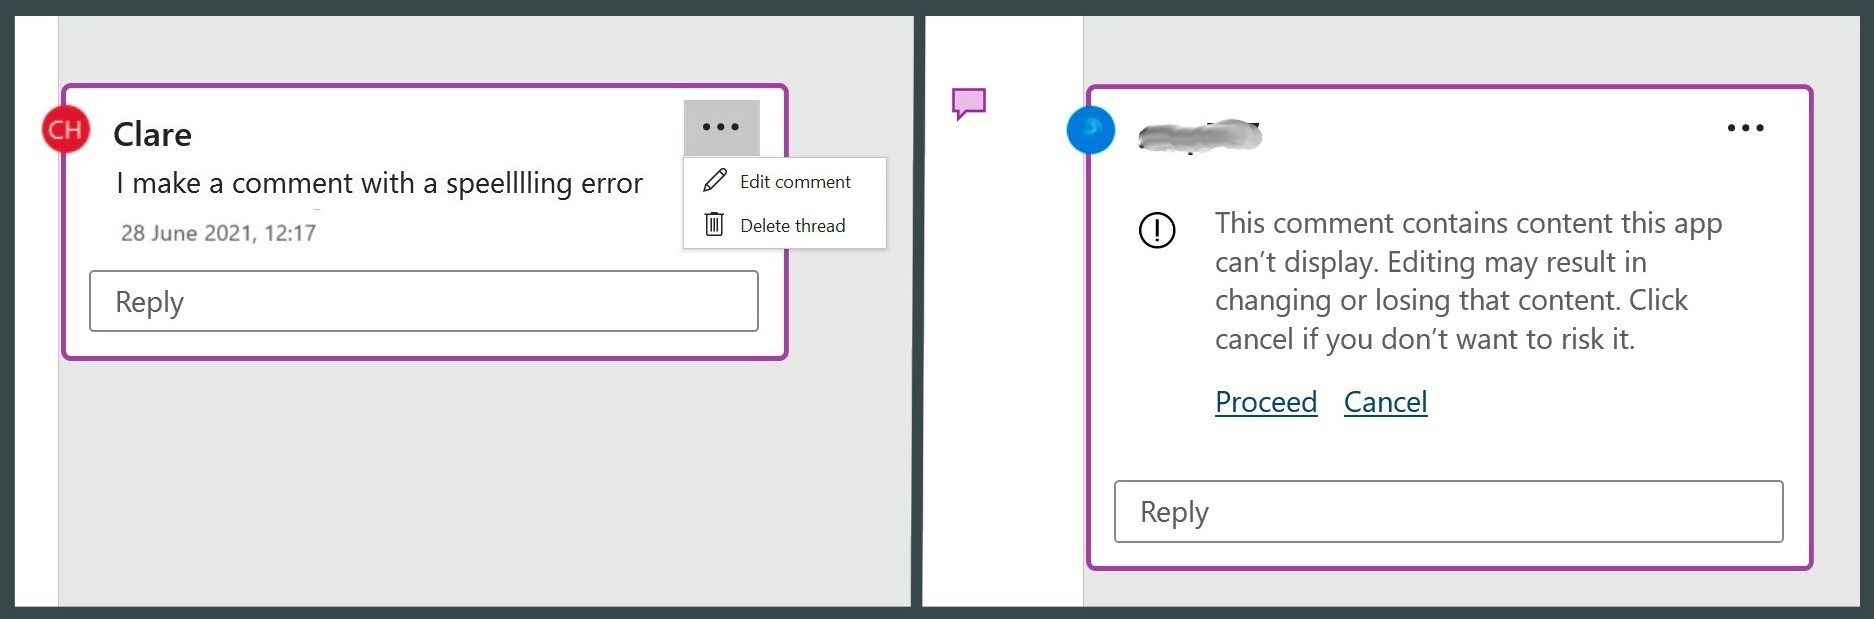 CH
Clare
I make a comment with a speelllling error
28 June 2021, 12:17
Reply
Edit comment
Delete thread
This comment contains content this app
can't display. Editing may result in
changing or losing that content. Click
cancel if you don't want to risk it.
Proceed Cancel
Reply